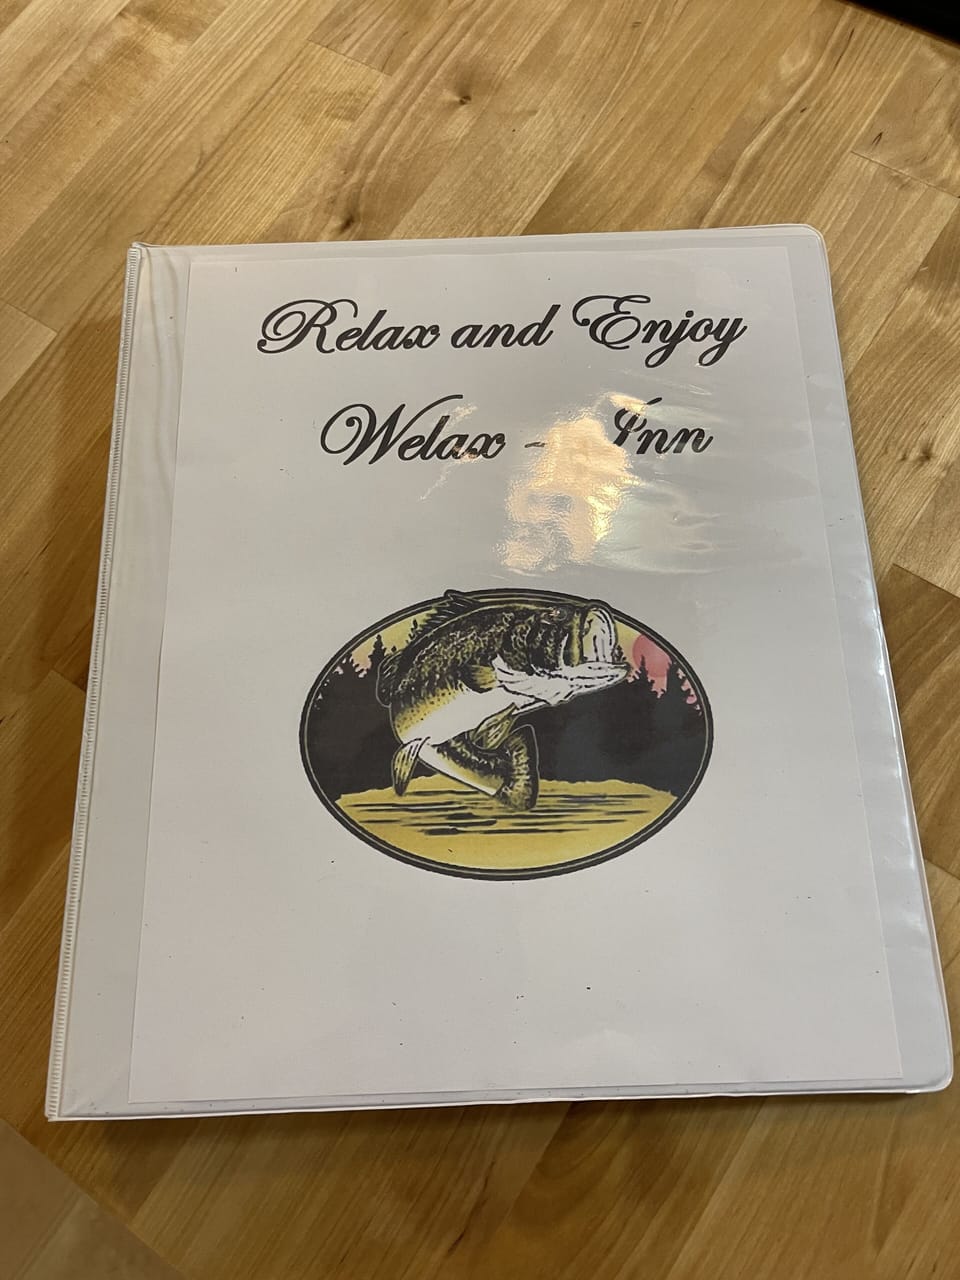 Relax and Enjoy
Welax - Inn